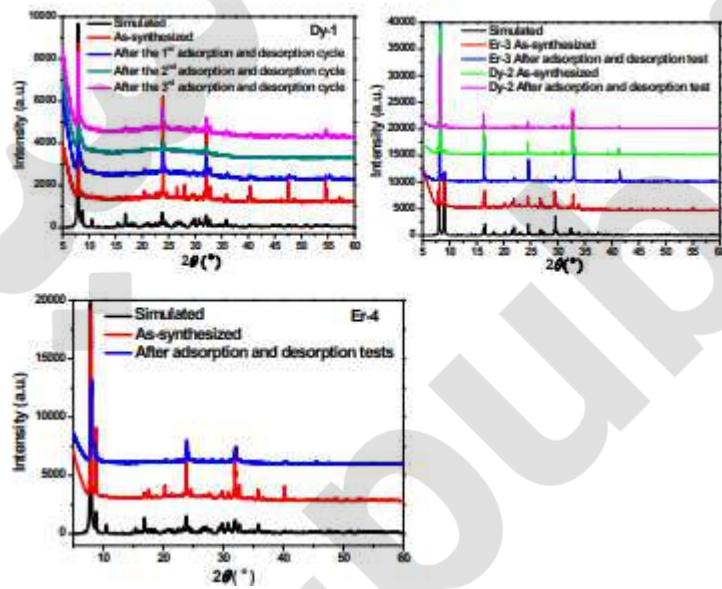 Simulated
As-synthesized
After the 1st adsorption and desorption cycle
After the 2nd adsorption and desorption cycle
After the 3rd adsorption and desorption cycle
Dy-1
Intensity (a.u.)
10000
8000
6000
4000
2000
0
5 10 15 20 25 30 35 40 45 50 55 60
2θ(°)
Simulated
Er-3 As-synthesized
Er-3 After adsorption and desorption test
Dy-2 As-synthesized
Dy-2 After adsorption and desorption test
Intensity (a.u.)
40000
35000
30000
25000
20000
15000
10000
5000
0
5 10 15 20 25 30 35 40 45 50 55 60
2θ(°)
Simulated
As-synthesized
After adsorption and desorption tests
Er-4
Intensity (a.u.)
20000
15000
10000
5000
0
10 20 30 40 50 60
2θ(°)